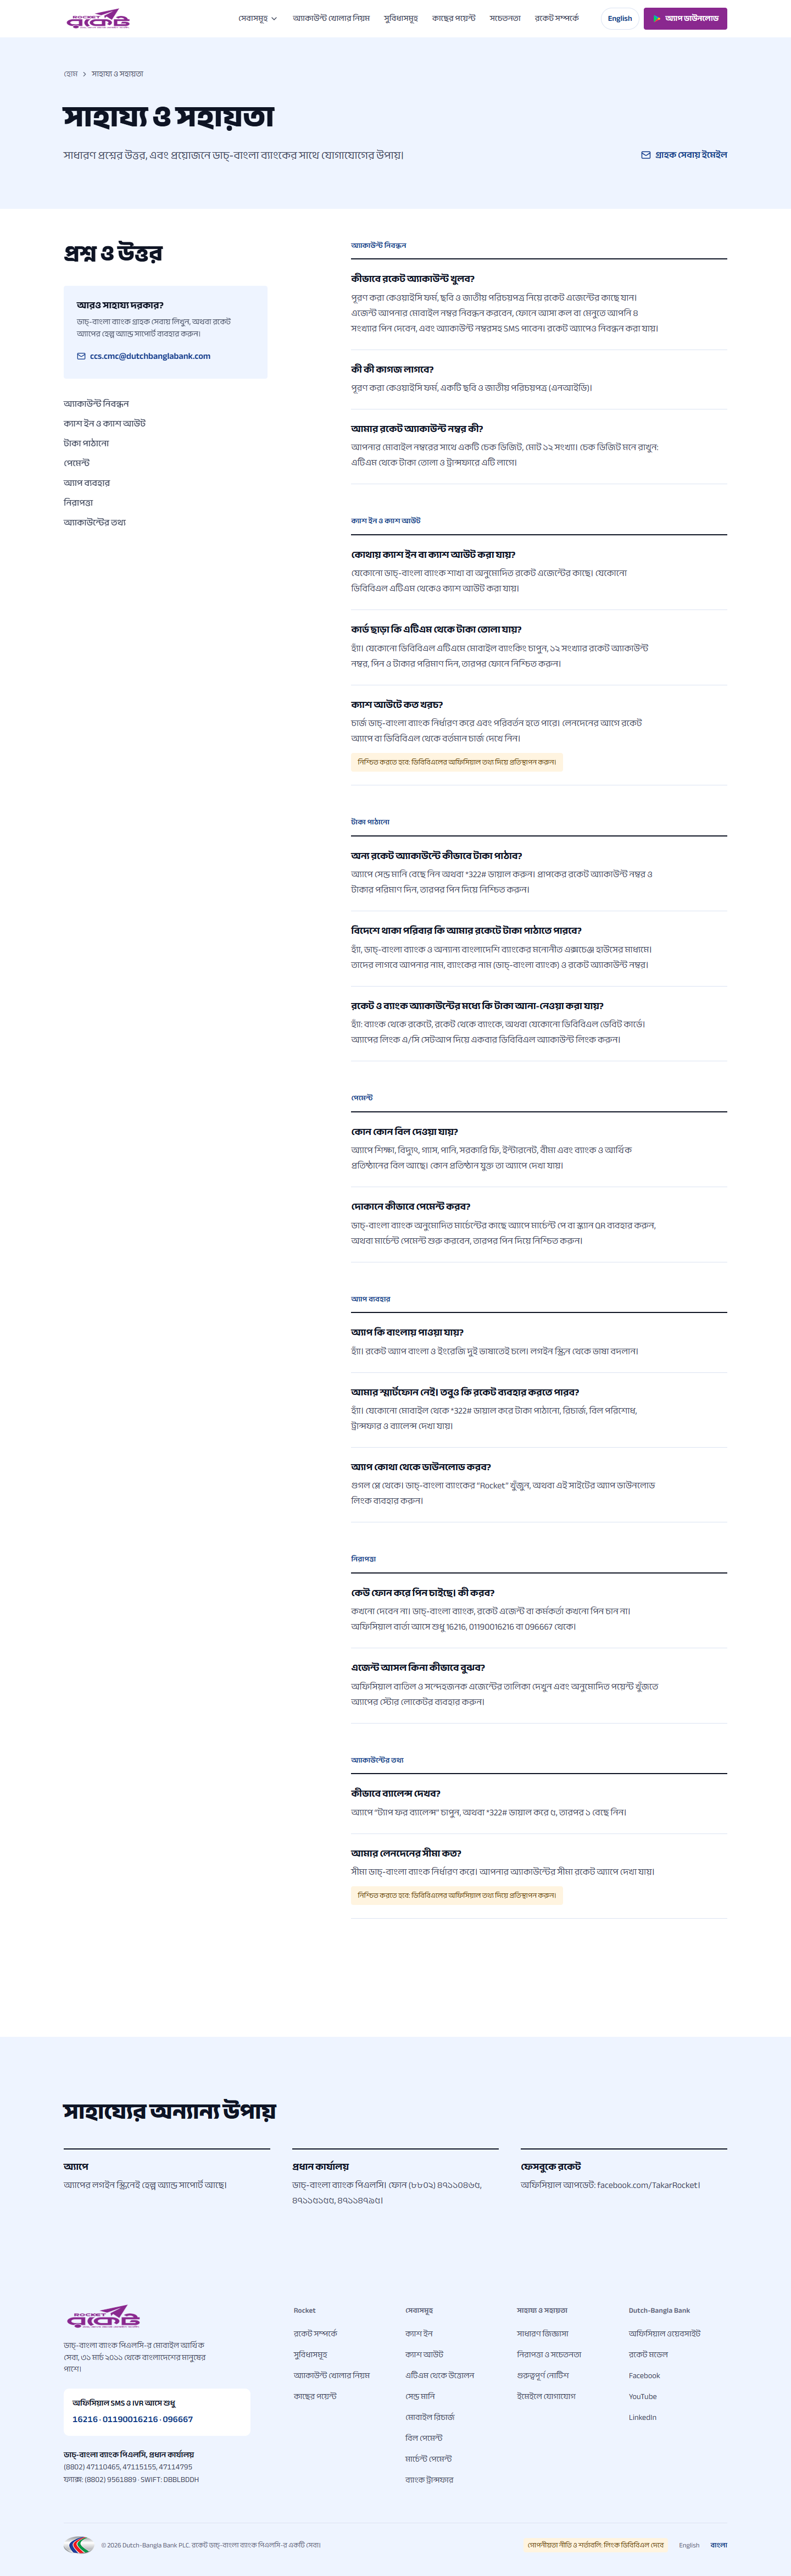 ROCKET
রকেট
সেবাসমূহ
অ্যাকাউন্ট খোলার নিয়ম
সুবিধাসমূহ
কাছের পয়েন্ট
সচেতনতা
রকেট সম্পর্কে
English
অ্যাপ ডাউনলোড
হোম > সাহায্য ও সহায়তা
সাহায্য ও সহায়তা
সাধারণ প্রশ্নের উত্তর, এবং প্রয়োজনে ডাচ্-বাংলা ব্যাংকের সাথে যোগাযোগের উপায়।
গ্রাহক সেবায় ইমেইল
প্রশ্ন ও উত্তর
আরও সাহায্য দরকার?
ডাচ্-বাংলা ব্যাংক গ্রাহক সেবায় লিখুন, অথবা রকেট
অ্যাপের হেল্প অ্যান্ড সাপোর্ট ব্যবহার করুন।
ccs.cmc@dutchbanglabank.com
অ্যাকাউন্ট নিবন্ধন
ক্যাশ ইন ও ক্যাশ আউট
টাকা পাঠানো
পেমেন্ট
অ্যাপ ব্যবহার
নিরাপত্তা
অ্যাকাউন্টের তথ্য
অ্যাকাউন্ট নিবন্ধন
কীভাবে রকেট অ্যাকাউন্ট খুলব?
পূরণ করা কেওয়াইসি ফর্ম, ছবি ও জাতীয় পরিচয়পত্র নিয়ে রকেট এজেন্টের কাছে যান।
এজেন্ট আপনার মোবাইল নম্বর নিবন্ধন করবেন, ফোনে আসা কল বা মেনুতে আপনি ৪
সংখ্যার পিন দেবেন, এবং অ্যাকাউন্ট নম্বরসহ SMS পাবেন। রকেট অ্যাপেও নিবন্ধন করা যায়।
কী কী কাগজ লাগবে?
পূরণ করা কেওয়াইসি ফর্ম, একটি ছবি ও জাতীয় পরিচয়পত্র (এনআইডি)।
আমার রকেট অ্যাকাউন্ট নম্বর কী?
আপনার মোবাইল নম্বরের সাথে একটি চেক ডিজিট, মোট ১২ সংখ্যা। চেক ডিজিট মনে রাখুন:
এটিএম থেকে টাকা তোলা ও ট্রান্সফারে এটি লাগে।
ক্যাশ ইন ও ক্যাশ আউট
কোথায় ক্যাশ ইন বা ক্যাশ আউট করা যায়?
যেকোনো ডাচ্-বাংলা ব্যাংক শাখা বা অনুমোদিত রকেট এজেন্টের কাছে। যেকোনো
ডিবিবিএল এটিএম থেকেও ক্যাশ আউট করা যায়।
কার্ড ছাড়া কি এটিএম থেকে টাকা তোলা যায়?
হ্যাঁ। যেকোনো ডিবিবিএল এটিএমে মোবাইল ব্যাংকিং চাপুন, ১২ সংখ্যার রকেট অ্যাকাউন্ট
নম্বর, পিন ও টাকার পরিমাণ দিন, তারপর ফোনে নিশ্চিত করুন।
ক্যাশ আউটে কত খরচ?
চার্জ ডাচ্-বাংলা ব্যাংক নির্ধারণ করে এবং পরিবর্তন হতে পারে। লেনদেনের আগে রকেট
অ্যাপে বা ডিবিবিএল থেকে বর্তমান চার্জ দেখে নিন।
নিশ্চিত করতে হবে: ডিবিবিএলের অফিসিয়াল তথ্য দিয়ে প্রতিস্থাপন করুন।
টাকা পাঠানো
অন্য রকেট অ্যাকাউন্টে কীভাবে টাকা পাঠাব?
অ্যাপে সেন্ড মানি বেছে নিন অথবা *322# ডায়াল করুন। প্রাপকের রকেট অ্যাকাউন্ট নম্বর ও
টাকার পরিমাণ দিন, তারপর পিন দিয়ে নিশ্চিত করুন।
বিদেশে থাকা পরিবার কি আমার রকেটে টাকা পাঠাতে পারবে?
হ্যাঁ, ডাচ্-বাংলা ব্যাংক ও অন্যান্য বাংলাদেশি ব্যাংকের মনোনীত এক্সচেঞ্জ হাউসের মাধ্যমে।
তাদের লাগবে আপনার নাম, ব্যাংকের নাম (ডাচ্-বাংলা ব্যাংক) ও রকেট অ্যাকাউন্ট নম্বর।
রকেট ও ব্যাংক অ্যাকাউন্টের মধ্যে কি টাকা আনা-নেওয়া করা যায়?
হ্যাঁ: ব্যাংক থেকে রকেটে, রকেট থেকে ব্যাংকে, অথবা যেকোনো ডিবিবিএল ডেবিট কার্ডে।
অ্যাপের লিংক এ/সি সেটআপ দিয়ে একবার ডিবিবিএল অ্যাকাউন্ট লিংক করুন।
পেমেন্ট
কোন কোন বিল দেওয়া যায়?
অ্যাপে শিক্ষা, বিদ্যুৎ, গ্যাস, পানি, সরকারি ফি, ইন্টারনেট, বীমা এবং ব্যাংক ও আর্থিক
প্রতিষ্ঠানের বিল আছে। কোন প্রতিষ্ঠান যুক্ত তা অ্যাপে দেখা যায়।
দোকানে কীভাবে পেমেন্ট করব?
ডাচ্-বাংলা ব্যাংক অনুমোদিত মার্চেন্টের কাছে অ্যাপে মার্চেন্ট পে বা স্ক্যান QR ব্যবহার করুন,
অথবা মার্চেন্ট পেমেন্ট শুরু করবেন, তারপর পিন দিয়ে নিশ্চিত করুন।
অ্যাপ ব্যবহার
অ্যাপ কি বাংলায় পাওয়া যায়?
হ্যাঁ। রকেট অ্যাপ বাংলা ও ইংরেজি দুই ভাষাতেই চলে। লগইন স্ক্রিন থেকে ভাষা বদলান।
আমার স্মার্টফোন নেই। তবুও কি রকেট ব্যবহার করতে পারব?
হ্যাঁ। যেকোনো মোবাইল থেকে *322# ডায়াল করে টাকা পাঠানো, রিচার্জ, বিল পরিশোধ,
ট্রান্সফার ও ব্যালেন্স দেখা যায়।
অ্যাপ কোথা থেকে ডাউনলোড করব?
গুগল প্লে থেকে। ডাচ্-বাংলা ব্যাংকের "Rocket" খুঁজুন, অথবা এই সাইটের অ্যাপ ডাউনলোড
লিংক ব্যবহার করুন।
নিরাপত্তা
কেউ ফোন করে পিন চাইছে। কী করব?
কখনো দেবেন না। ডাচ্-বাংলা ব্যাংক, রকেট এজেন্ট বা কর্মকর্তা কখনো পিন চান না।
অফিসিয়াল বার্তা আসে শুধু 16216, 01190016216 বা 096667 থেকে।
এজেন্ট আসল কিনা কীভাবে বুঝব?
অফিসিয়াল বাতিল ও সন্দেহজনক এজেন্টের তালিকা দেখুন এবং অনুমোদিত পয়েন্ট খুঁজতে
অ্যাপের স্টোর লোকেটর ব্যবহার করুন।
অ্যাকাউন্টের তথ্য
কীভাবে ব্যালেন্স দেখব?
অ্যাপে "ট্যাপ ফর ব্যালেন্স" চাপুন, অথবা *322# ডায়াল করে ৫, তারপর ১ বেছে নিন।
আমার লেনদেনের সীমা কত?
সীমা ডাচ্-বাংলা ব্যাংক নির্ধারণ করে। আপনার অ্যাকাউন্টের সীমা রকেট অ্যাপে দেখা যায়।
নিশ্চিত করতে হবে: ডিবিবিএলের অফিসিয়াল তথ্য দিয়ে প্রতিস্থাপন করুন।
সাহায্যের অন্যান্য উপায়
অ্যাপে
অ্যাপের লগইন স্ক্রিনেই হেল্প অ্যান্ড সাপোর্ট আছে।
প্রধান কার্যালয়
ডাচ্-বাংলা ব্যাংক পিএলসি। ফোন (৮৮০২) ৪৭১১০৪৬৫,
৪৭১১৫১৫৫, ৪৭১১৪৭৯৫।
ফেসবুকে রকেট
অফিসিয়াল আপডেট: facebook.com/TakarRocket।
ROCKET
রকেট
ডাচ্-বাংলা ব্যাংক পিএলসি-র মোবাইল আর্থিক
সেবা, ৩১ মার্চ ২০১১ থেকে বাংলাদেশের মানুষের
পাশে।
অফিসিয়াল SMS ও IVR আসে শুধু
16216 · 01190016216 · 096667
ডাচ্-বাংলা ব্যাংক পিএলসি, প্রধান কার্যালয়
(8802) 47110465, 47115155, 47114795
ফ্যাক্স: (8802) 9561889 · SWIFT: DBBLBDDH
Rocket
রকেট সম্পর্কে
সুবিধাসমূহ
অ্যাকাউন্ট খোলার নিয়ম
কাছের পয়েন্ট
সেবাসমূহ
ক্যাশ ইন
ক্যাশ আউট
এটিএম থেকে উত্তোলন
সেন্ড মানি
মোবাইল রিচার্জ
বিল পেমেন্ট
মার্চেন্ট পেমেন্ট
ব্যাংক ট্রান্সফার
সাহায্য ও সহায়তা
সাধারণ জিজ্ঞাসা
নিরাপত্তা ও সচেতনতা
গুরুত্বপূর্ণ নোটিশ
ইমেইলে যোগাযোগ
Dutch-Bangla Bank
অফিসিয়াল ওয়েবসাইট
রকেট মডেল
Facebook
YouTube
LinkedIn
© 2026 Dutch-Bangla Bank PLC. রকেট ডাচ্-বাংলা ব্যাংক পিএলসি-র একটি সেবা।
গোপনীয়তা নীতি ও শর্তাবলি: লিংক ডিবিবিএল দেবে
English
বাংলা